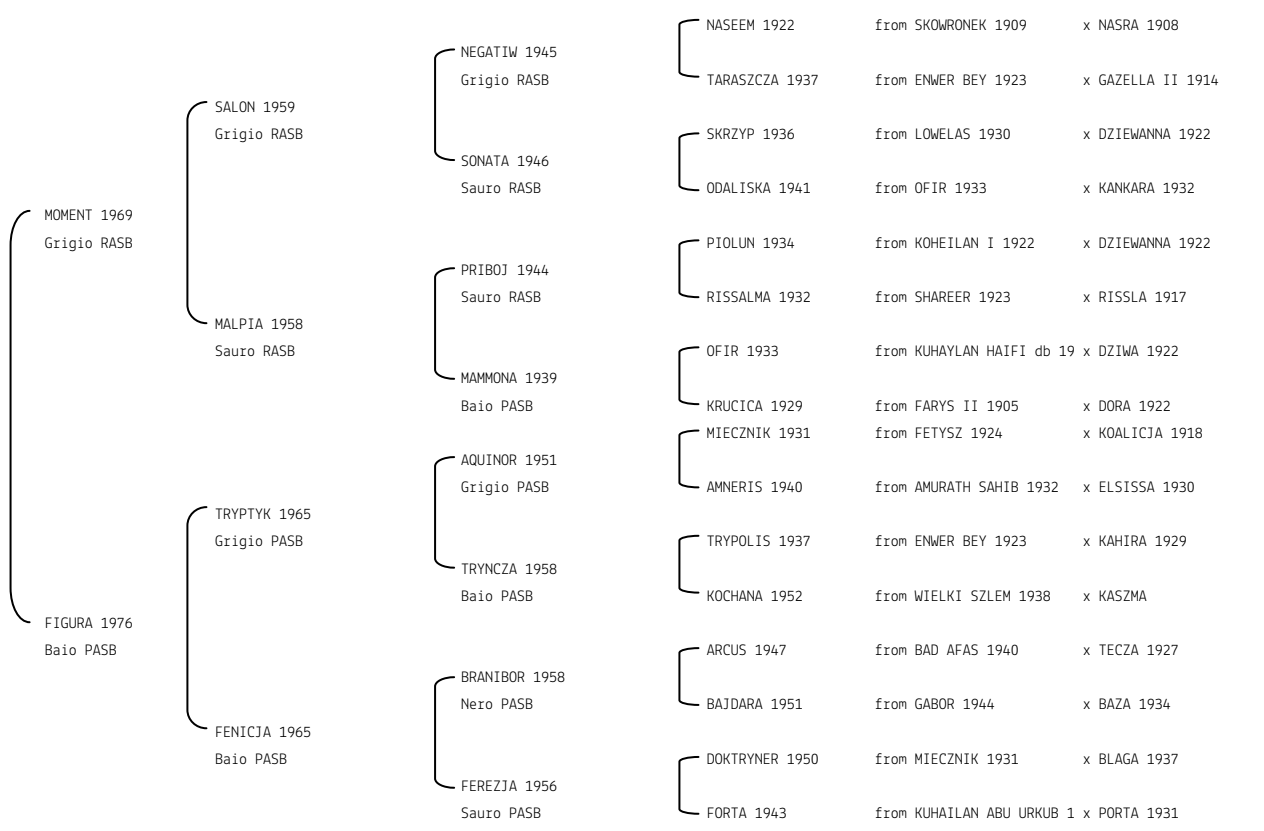 NASEEM 1922 from SKOWRONEK 1909 x NASRA 1908
NEGATIW 1945
Grigio RASB
TARASZCZA 1937 from ENWER BEY 1923 x GAZELLA II 1914
SALON 1959
Grigio RASB
SKRZYP 1936 from LOWELAS 1930 x DZIEWANNA 1922
SONATA 1946
Sauro RASB
ODALISKA 1941 from OFIR 1933 x KANKARA 1932
MOMENT 1969
Grigio RASB
PIOLUN 1934 from KOHEILAN I 1922 x DZIEWANNA 1922
PRIBOJ 1944
Sauro RASB
RISSALMA 1932 from SHAREER 1923 x RISSLA 1917
MALPIA 1958
Sauro RASB
OFIR 1933 from KUHAYLAN HAIFI db 19 x DZIWA 1922
MAMMONA 1939
Baio PASB
KRUCICA 1929 from FARYS II 1905 x DORA 1922
MIECZNIK 1931 from FETYSZ 1924 x KOALICJA 1918
AQUINOR 1951
Grigio PASB
AMNERIS 1940 from AMURATH SAHIB 1932 x ELSISSA 1930
TRYPTYK 1965
Grigio PASB
TRYPOLIS 1937 from ENWER BEY 1923 x KAHIRA 1929
TRYNCZA 1958
Baio PASB
KOCHANA 1952 from WIELKI SZLEM 1938 x KASZMA
FIGURA 1976
Baio PASB
ARCUS 1947 from BAD AFAS 1940 x TECZA 1927
BRANIBOR 1958
Nero PASB
BAJDARA 1951 from GABOR 1944 x BAZA 1934
FENICJA 1965
Baio PASB
DOKTRYNER 1950 from MIECZNIK 1931 x BLAGA 1937
FEREZJA 1956
Sauro PASB
FORTA 1943 from KUHAILAN ABU URKUB 1 x PORTA 1931